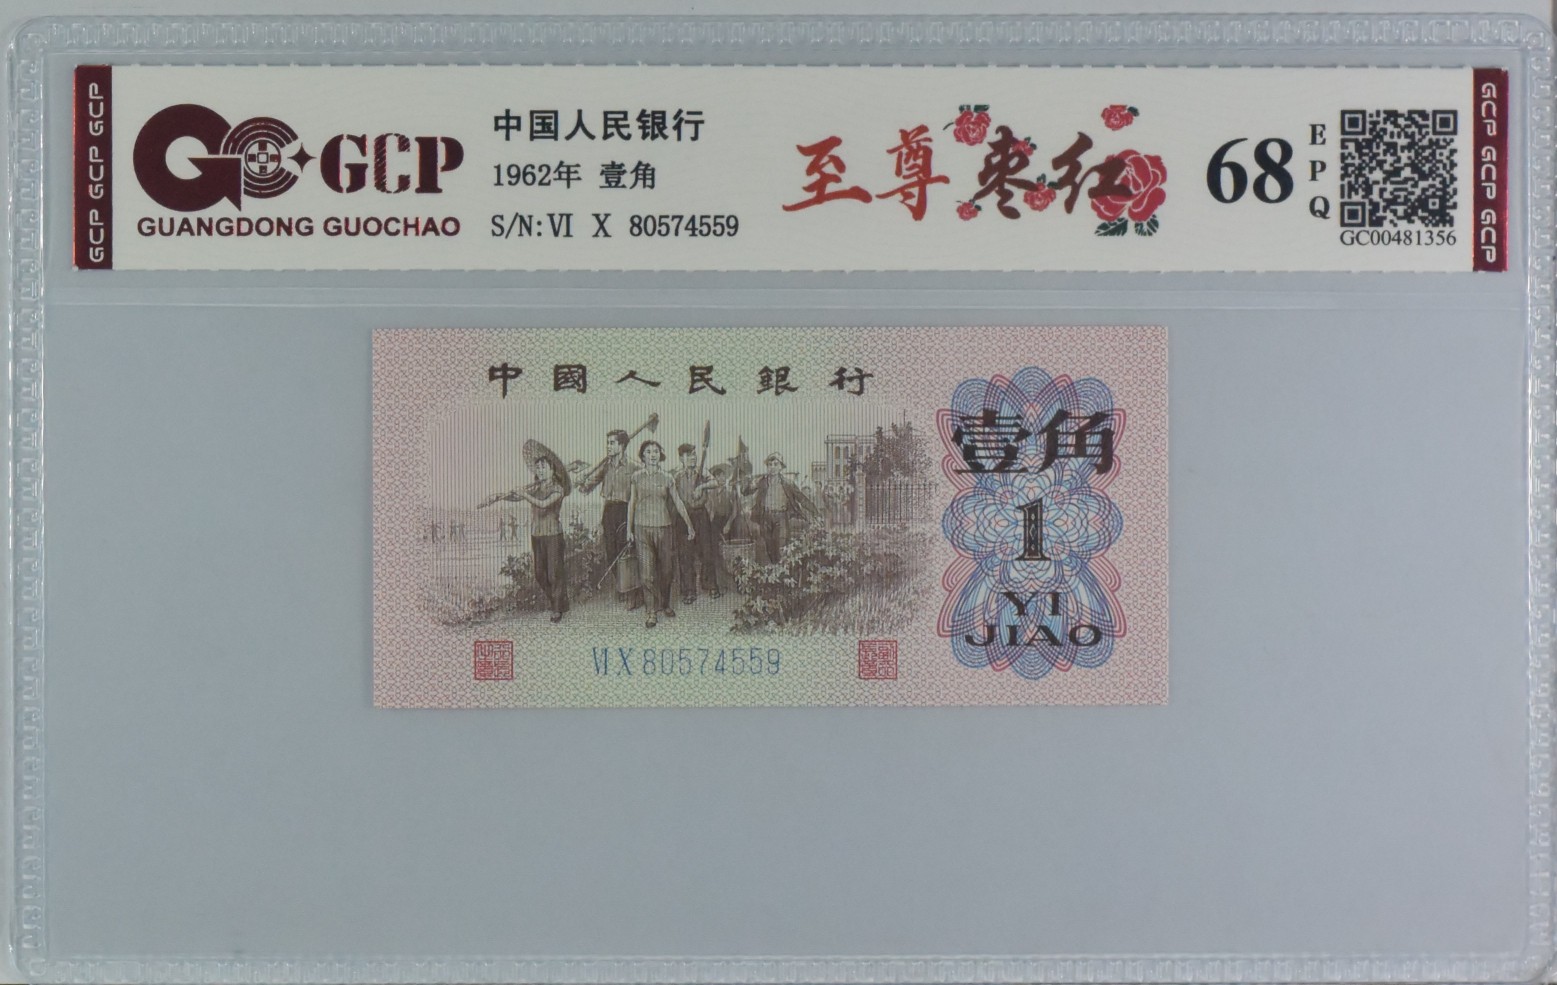 GCP GCP GCP
GCP
GUANGDONG GUOCHAO
中国人民银行
1962年 壹角
S/N:Ⅵ X 80574559
至尊枣红
68
EPQ
GC00481356
GCP GCP GCP
中國人民銀行
壹角
1
YI
JIAO
ⅥX80574559